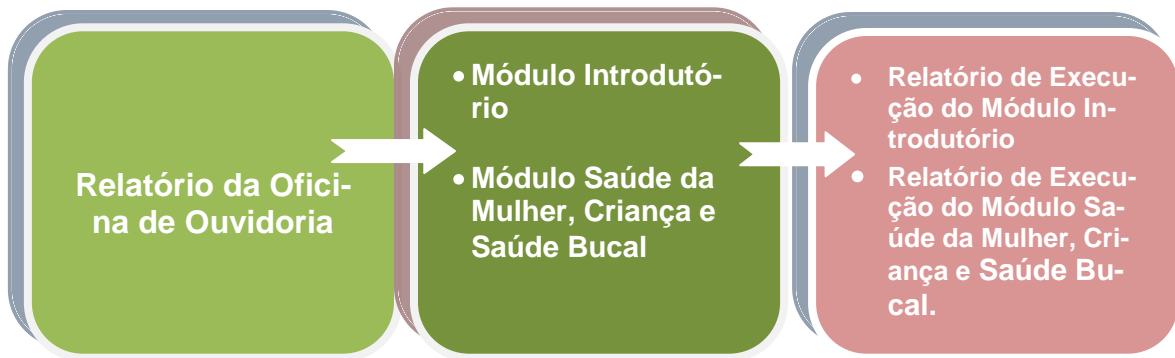 Relatório da Ofici-
na de Ouvidoria
• Módulo Introdutó-
rio
• Módulo Saúde da
Mulher, Criança e
Saúde Bucal
• Relatório de Execu-
ção do Módulo In-
trodutório
• Relatório de Execu-
ção do Módulo Sa-
úde da Mulher, Cri-
ança e Saúde Bu-
cal.